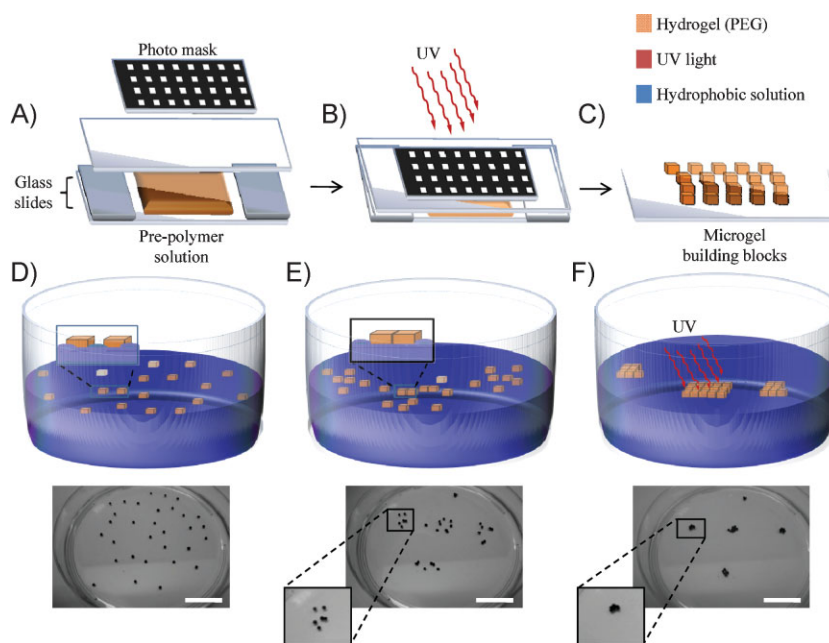 Photo mask
UV
Hydrogel (PEG)
UV light
Hydrophobic solution
A)
B)
C)
Glass
slides
Pre-polymer
solution
Microgel
building blocks
D)
E)
F)
UV